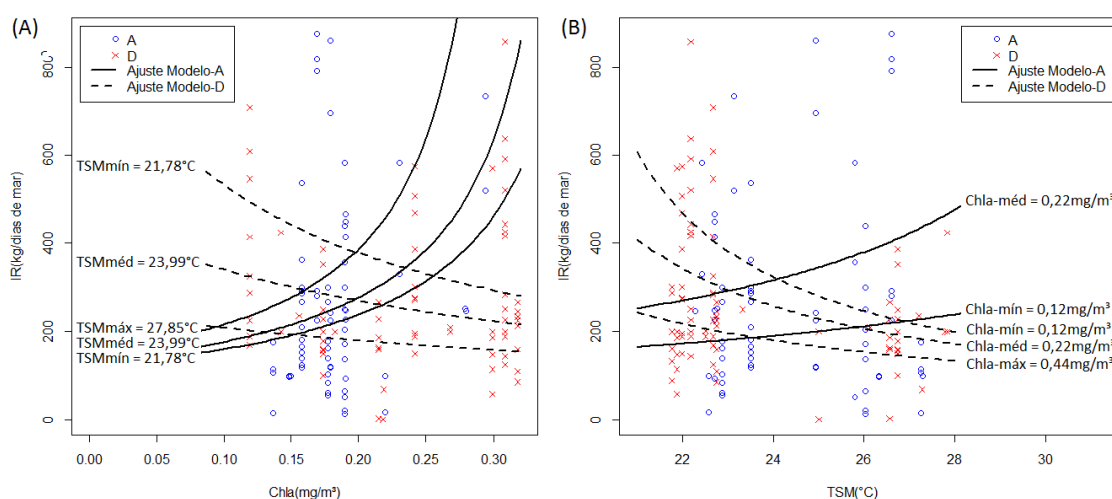 (A)
A
D
Ajuste Modelo-A
Ajuste Modelo-D
800
600
400
200
0
IR(kg/dias de mar)
TSMmín = 21,78°C
TSMméd = 23,99°C
TSMmáx = 27,85°C
TSMméd = 23,99°C
TSMmín = 21,78°C
0.00 0.05 0.10 0.15 0.20 0.25 0.30
Chla(mg/m³)
(B)
A
D
Ajuste Modelo-A
Ajuste Modelo-D
800
600
400
200
0
IR(kg/dias de mar)
Chla-méd = 0,22mg/m³
Chla-mín = 0,12mg/m³
Chla-mín = 0,12mg/m³
Chla-méd = 0,22mg/m³
Chla-máx = 0,44mg/m³
22 24 26 28 30
TSM(°C)